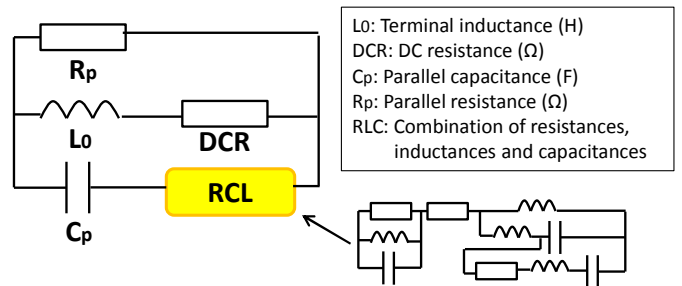 Rp
L0
DCR
Cp
RCL
L0: Terminal inductance (H)
DCR: DC resistance (Ω)
Cp: Parallel capacitance (F)
Rp: Parallel resistance (Ω)
RLC: Combination of resistances,
inductances and capacitances